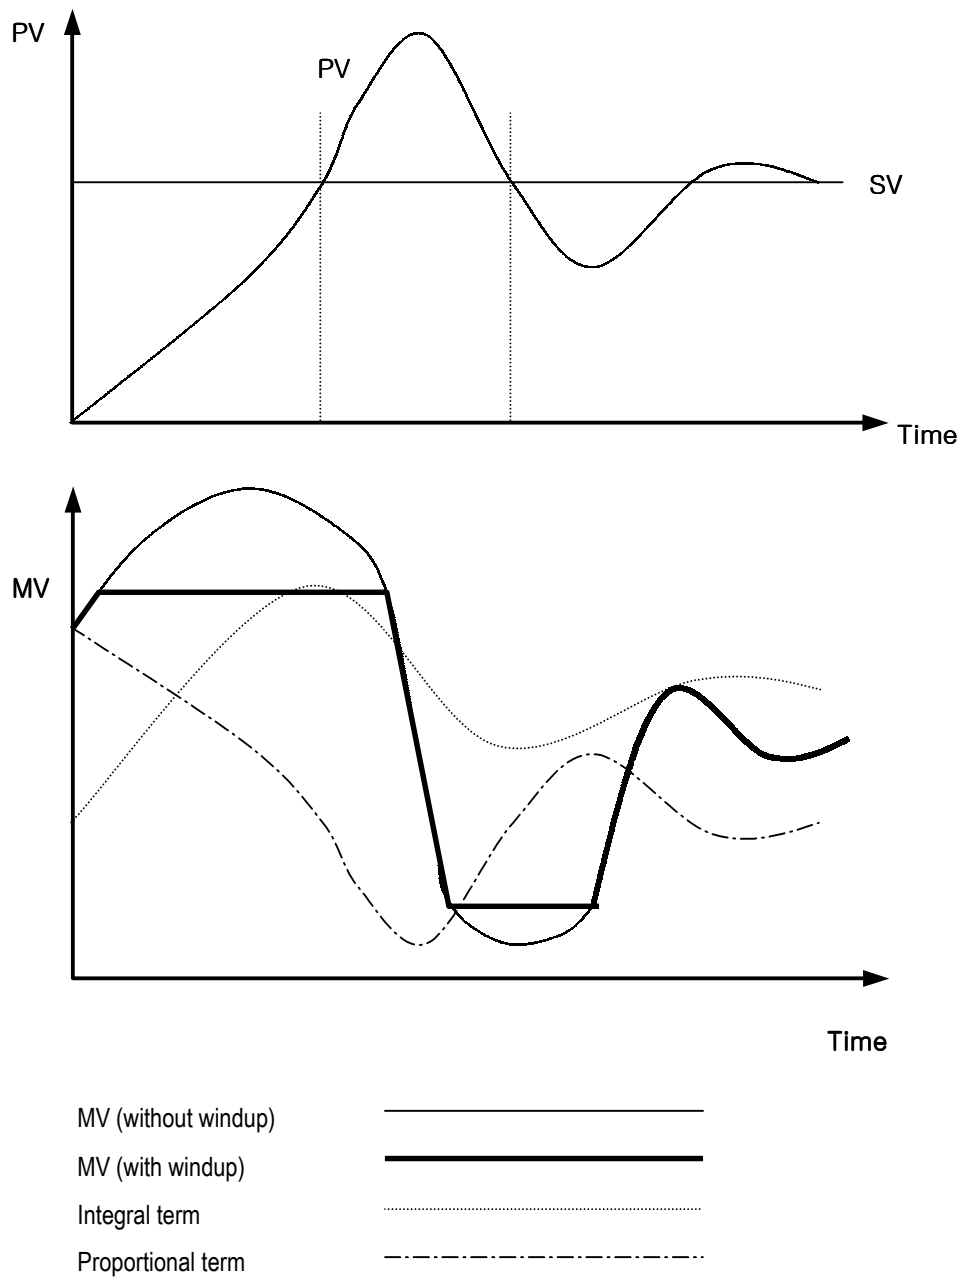 PV
PV
SV
Time
MV
Time
MV (without windup)
MV (with windup)
Integral term
Proportional term